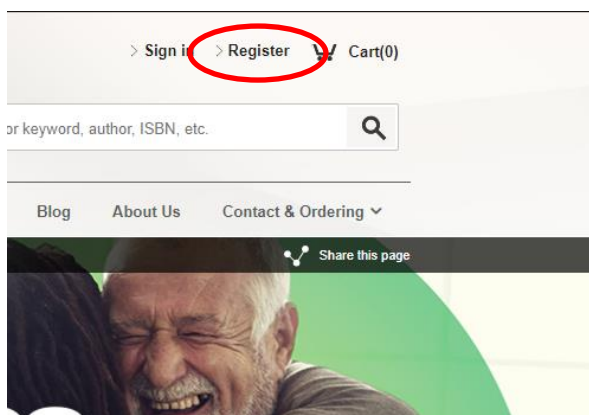 Sign in Register Cart(0)
or keyword, author, ISBN, etc.
Blog About Us Contact & Ordering
Share this page